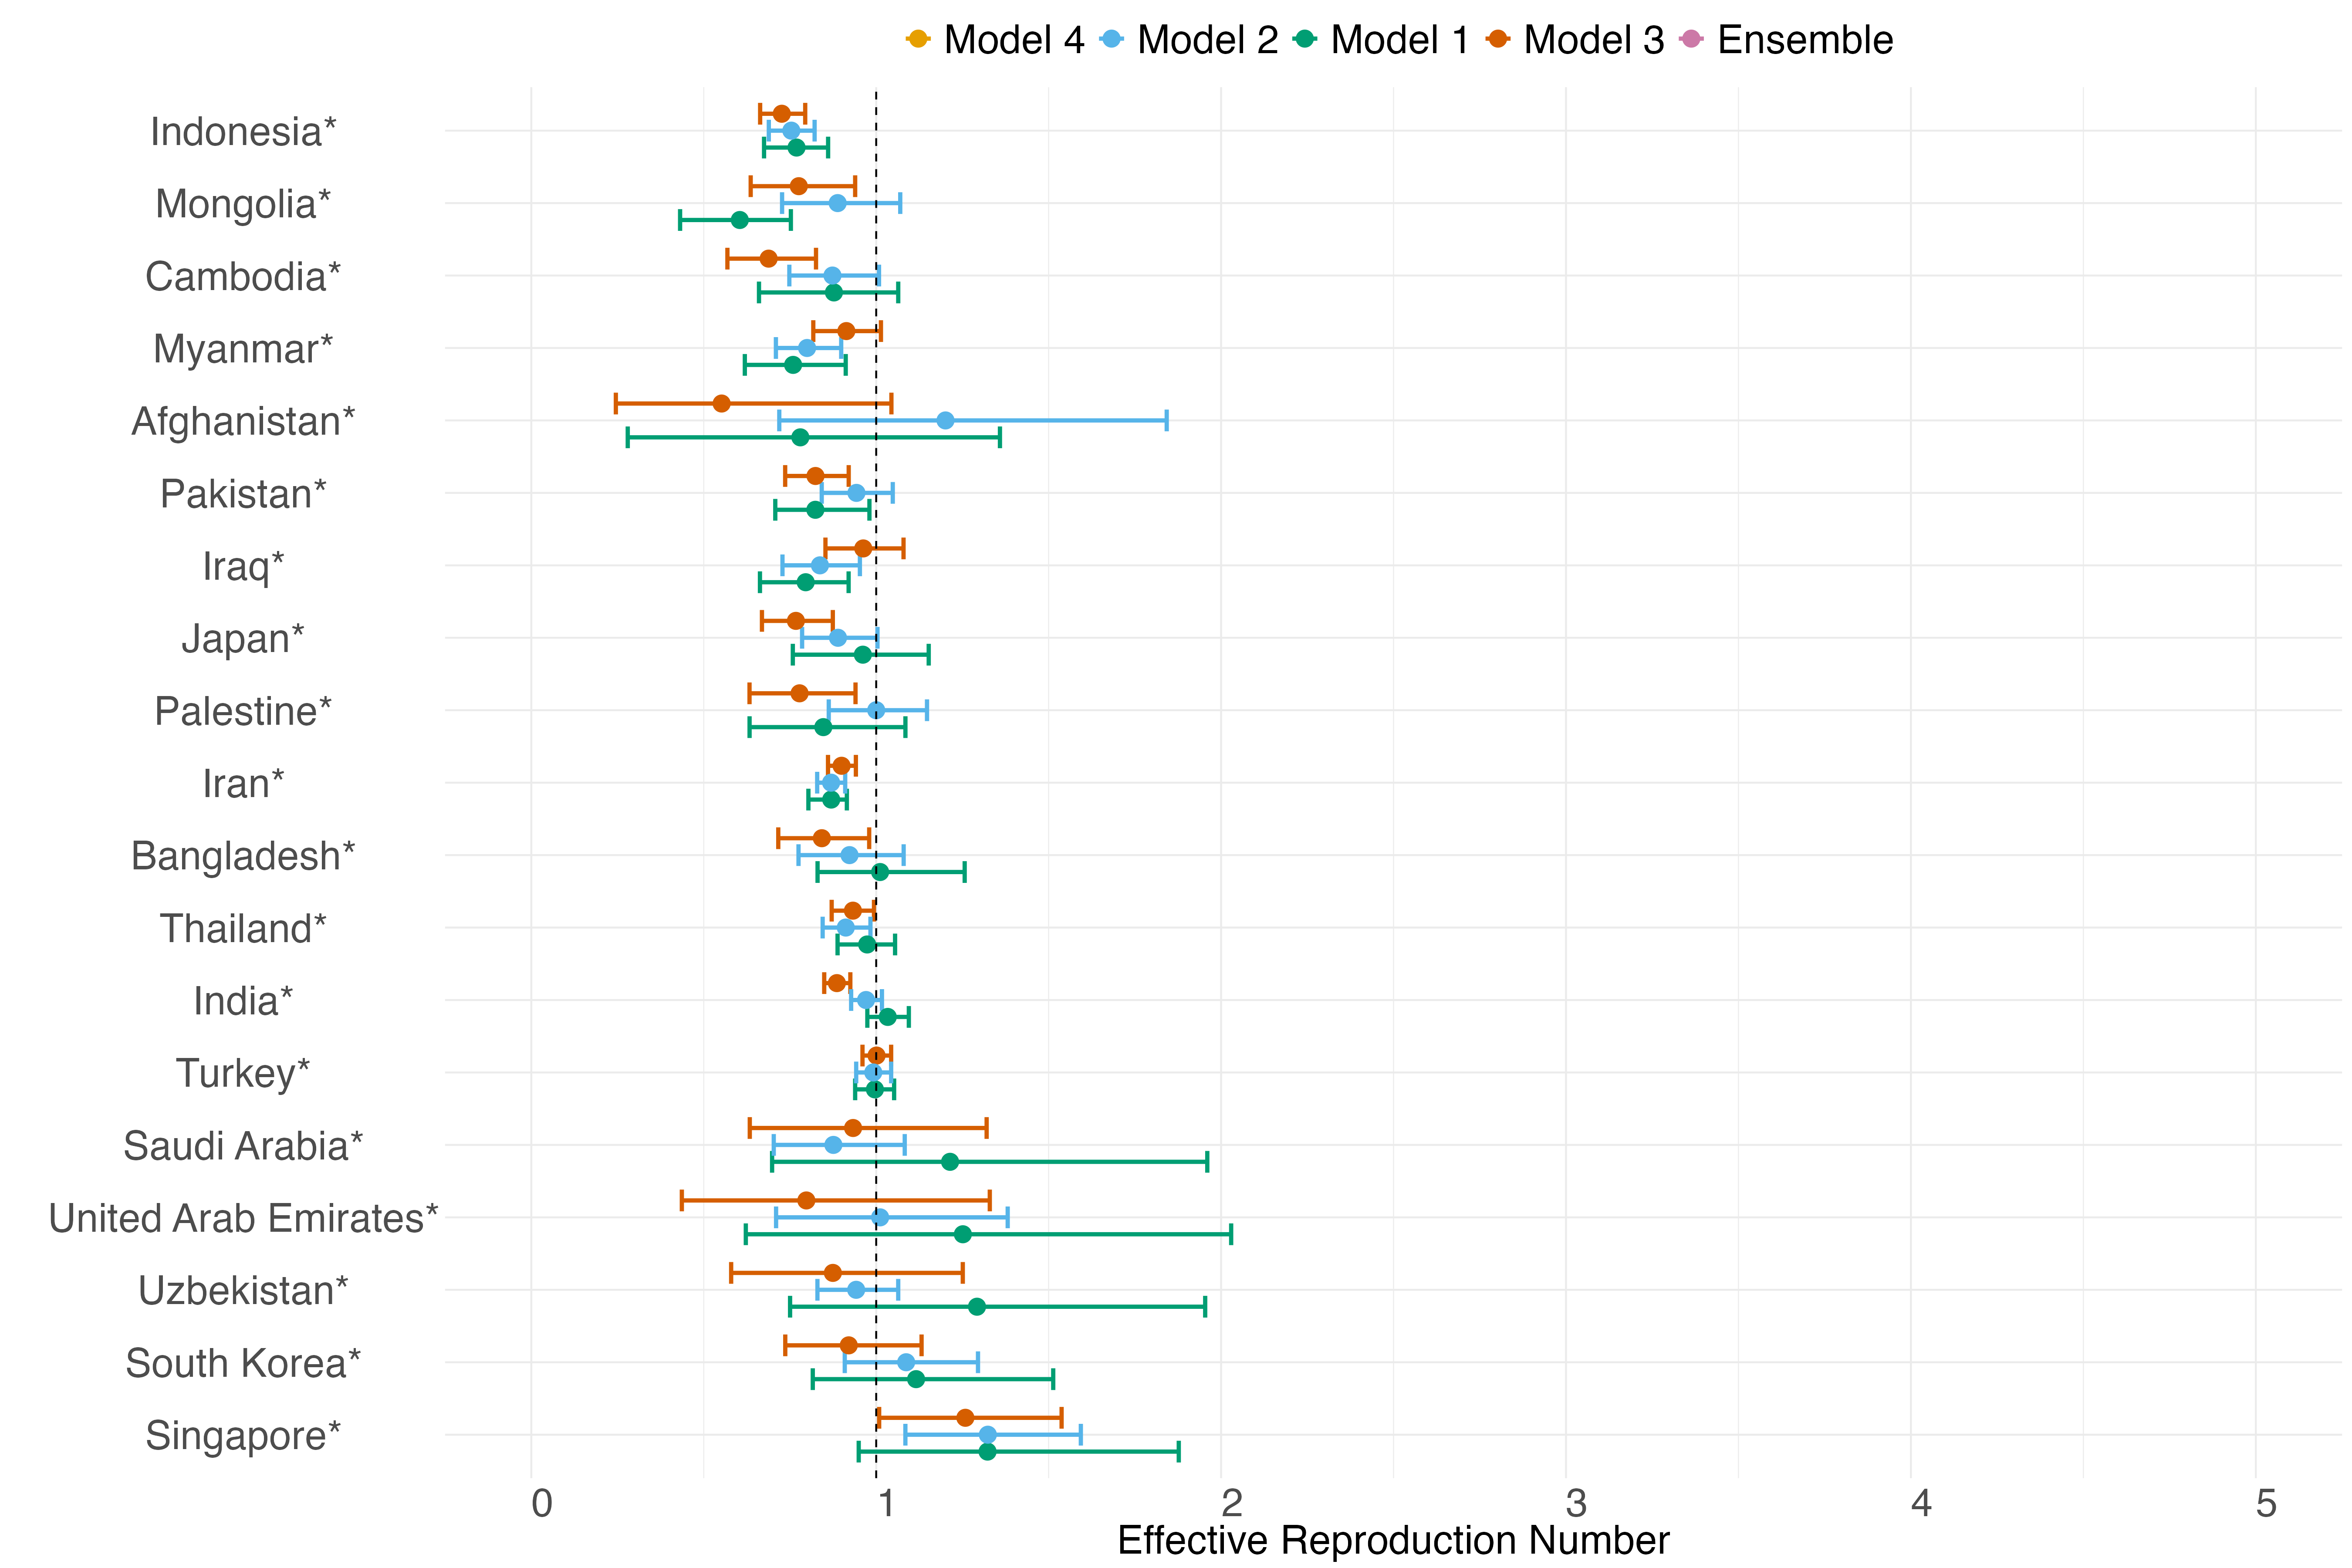 Model 4 Model 2 Model 1 Model 3 Ensemble
Indonesia*
Mongolia*
Cambodia*
Myanmar*
Afghanistan*
Pakistan*
Iraq*
Japan*
Palestine*
Iran*
Bangladesh*
Thailand*
India*
Turkey*
Saudi Arabia*
United Arab Emirates*
Uzbekistan*
South Korea*
Singapore*
0 1 2 3 4 5
Effective Reproduction Number